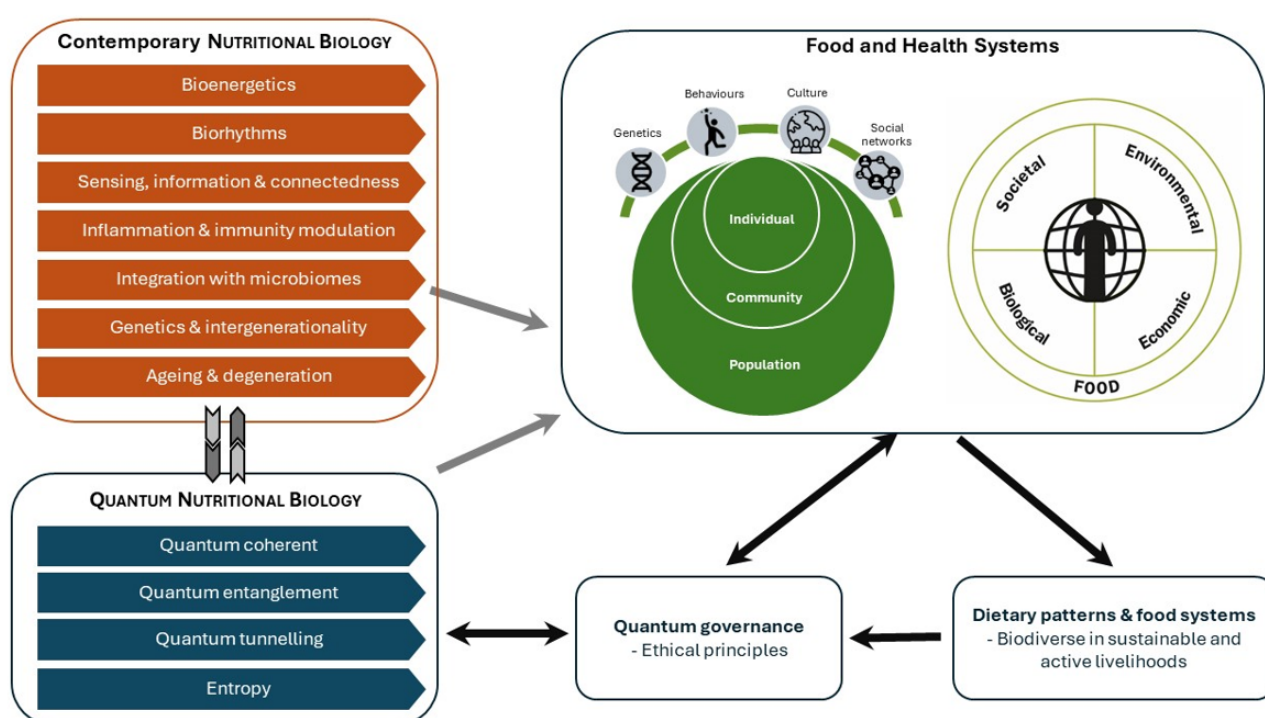 Contemporary NUTRITIONAL BIOLOGY
Bioenergetics
Biorhythms
Sensing, information & connectedness
Inflammation & immunity modulation
Integration with microbiomes
Genetics & intergenerationality
Ageing & degeneration
QUANTUM NUTRITIONAL BIOLOGY
Quantum coherent
Quantum entanglement
Quantum tunnelling
Entropy
Food and Health Systems
Genetics
Behaviours
Culture
Social
networks
Individual
Community
Population
Societal
Environmental
Biological
Economic
FOOD
Quantum governance
- Ethical principles
Dietary patterns & food systems
- Biodiverse in sustainable and
active livelihoods